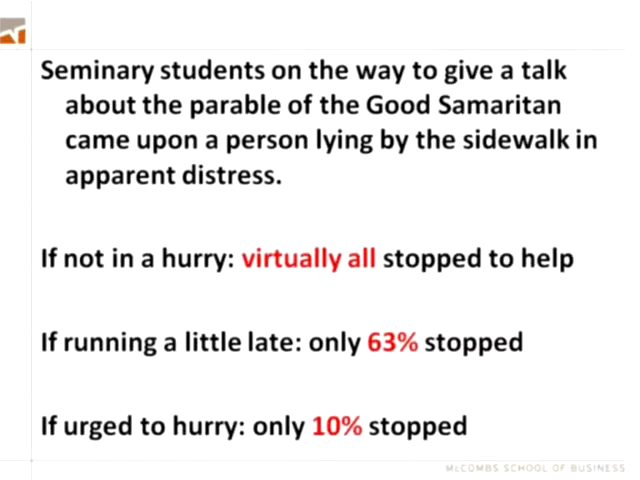 Seminary students on the way to give a talk
about the parable of the Good Samaritan
came upon a person lying by the sidewalk in
apparent distress.
If not in a hurry: virtually all stopped to help
If running a little late: only 63% stopped
If urged to hurry: only 10% stopped
McCOMBS SCHOOL OF BUSINESS